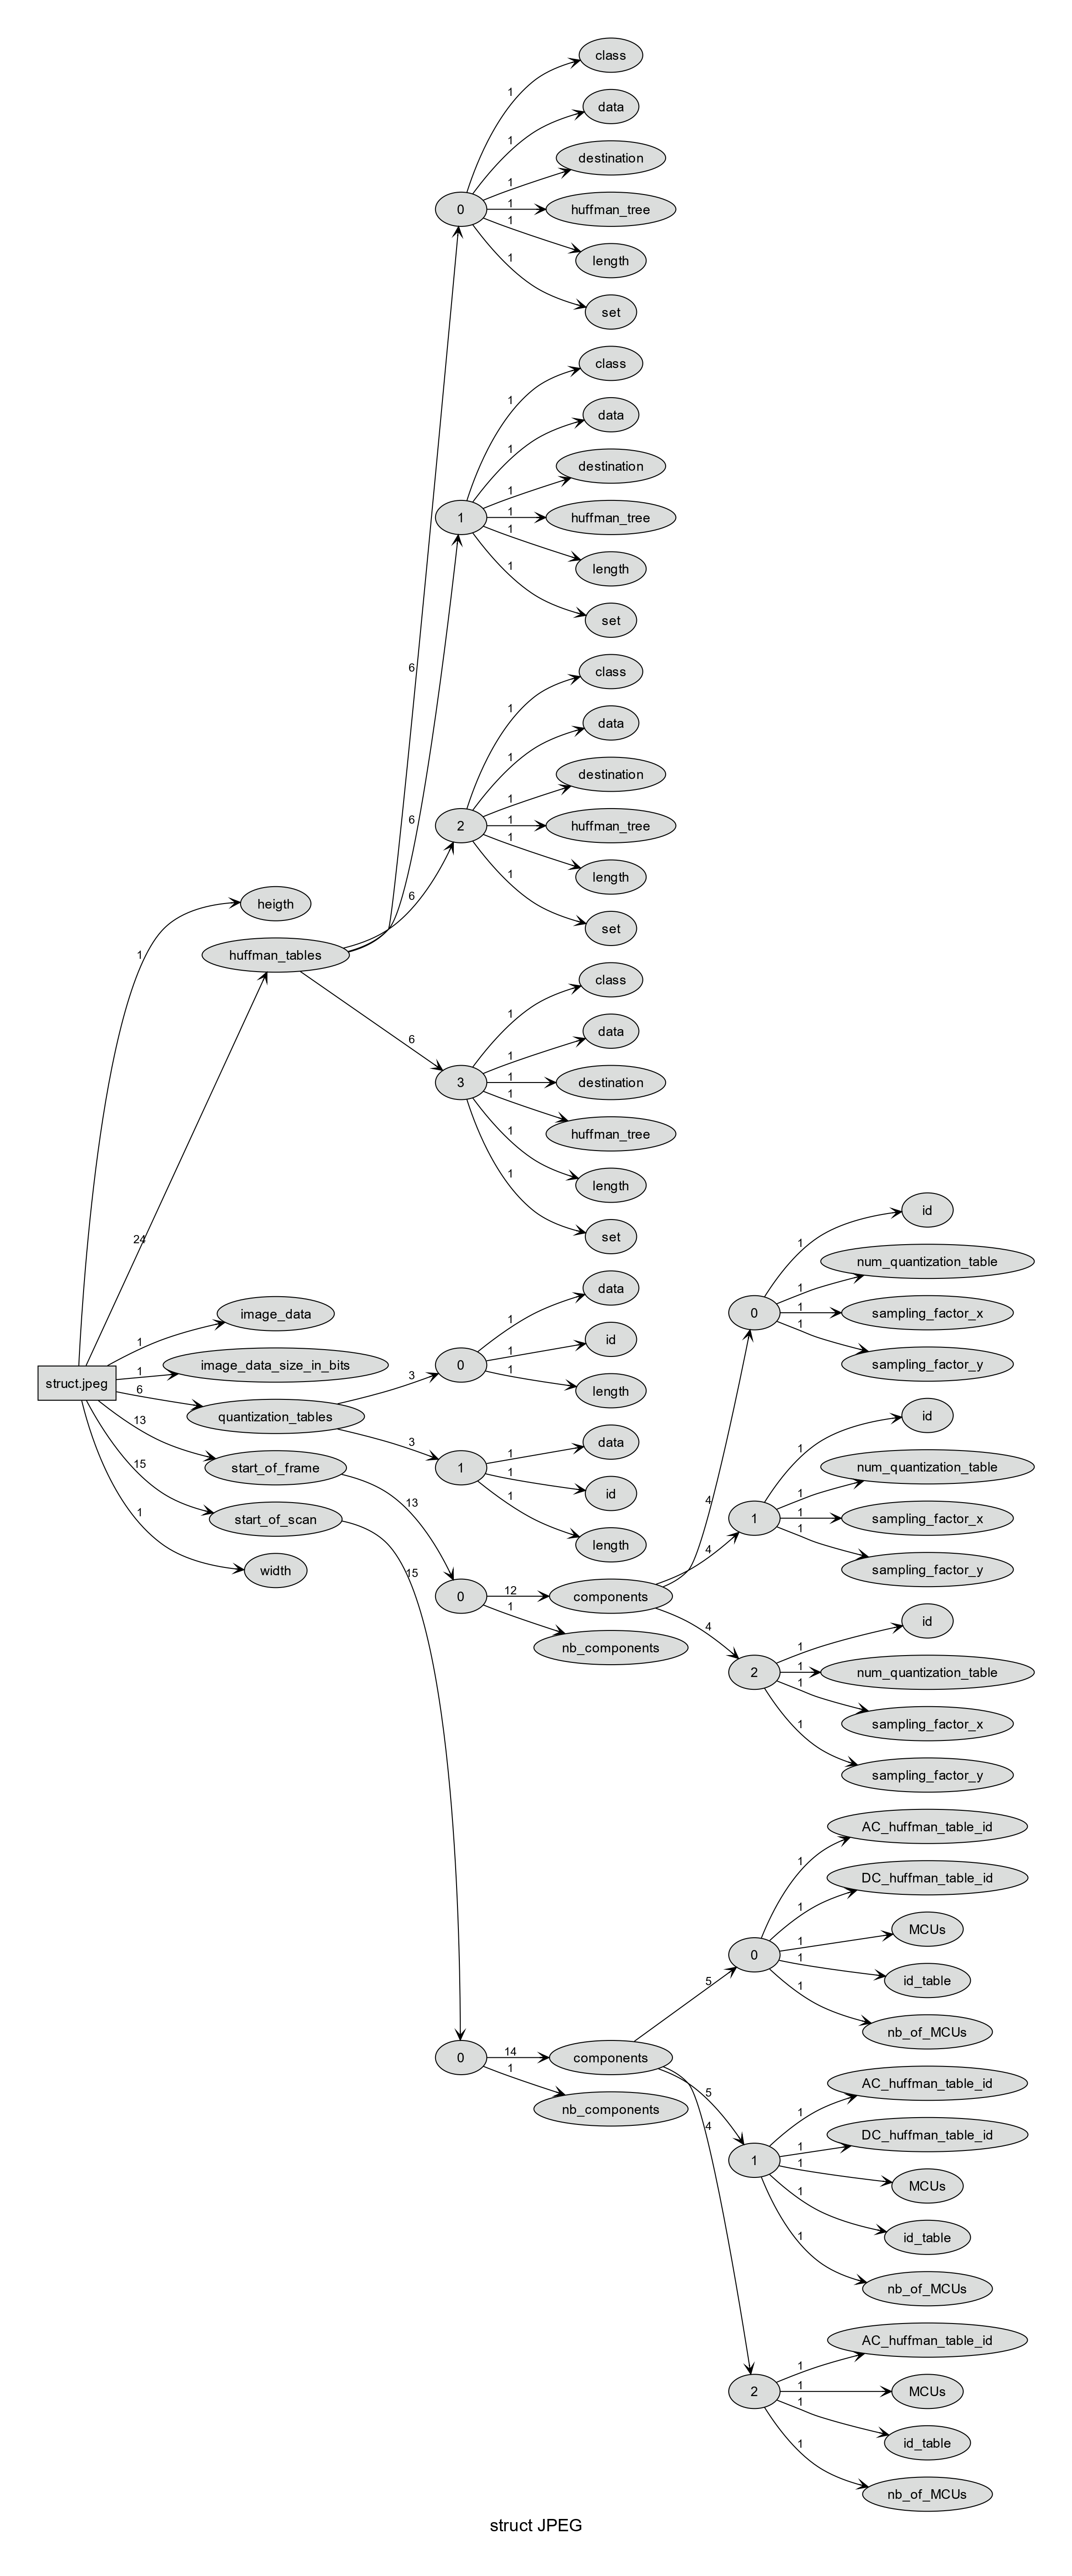 struct.jpeg
1
heigth
24
huffman_tables
6
0
1
class
1
data
1
destination
1
huffman_tree
1
length
1
set
6
1
1
class
1
data
1
destination
1
huffman_tree
1
length
1
set
6
2
1
class
1
data
1
destination
1
huffman_tree
1
length
1
set
6
3
1
class
1
data
1
destination
1
huffman_tree
1
length
1
set
1
image_data
1
image_data_size_in_bits
6
quantization_tables
3
0
1
data
1
id
1
length
3
1
1
data
1
id
1
length
13
start_of_frame
13
0
12
components
4
0
1
id
1
num_quantization_table
1
sampling_factor_x
1
sampling_factor_y
4
1
1
id
1
num_quantization_table
1
sampling_factor_x
1
sampling_factor_y
4
2
1
id
1
num_quantization_table
1
sampling_factor_x
1
sampling_factor_y
1
nb_components
15
start_of_scan
15
0
14
components
5
0
1
AC_huffman_table_id
1
DC_huffman_table_id
1
MCUs
1
id_table
1
nb_of_MCUs
5
1
1
AC_huffman_table_id
1
DC_huffman_table_id
1
MCUs
1
id_table
1
nb_of_MCUs
4
2
1
AC_huffman_table_id
1
MCUs
1
id_table
1
nb_of_MCUs
1
nb_components
1
width
struct JPEG